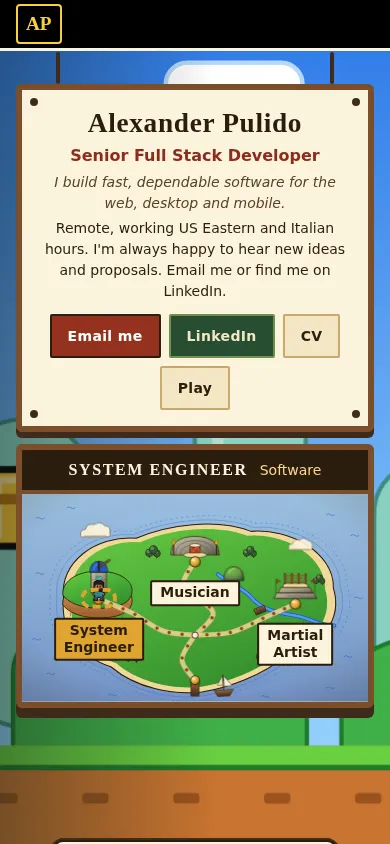 AP
Alexander Pulido
Senior Full Stack Developer
I build fast, dependable software for the
web, desktop and mobile.
Remote, working US Eastern and Italian
hours. I'm always happy to hear new ideas
and proposals. Email me or find me on
LinkedIn.
Email me LinkedIn CV
Play
SYSTEM ENGINEER Software
Musician
System
Engineer
Martial
Artist